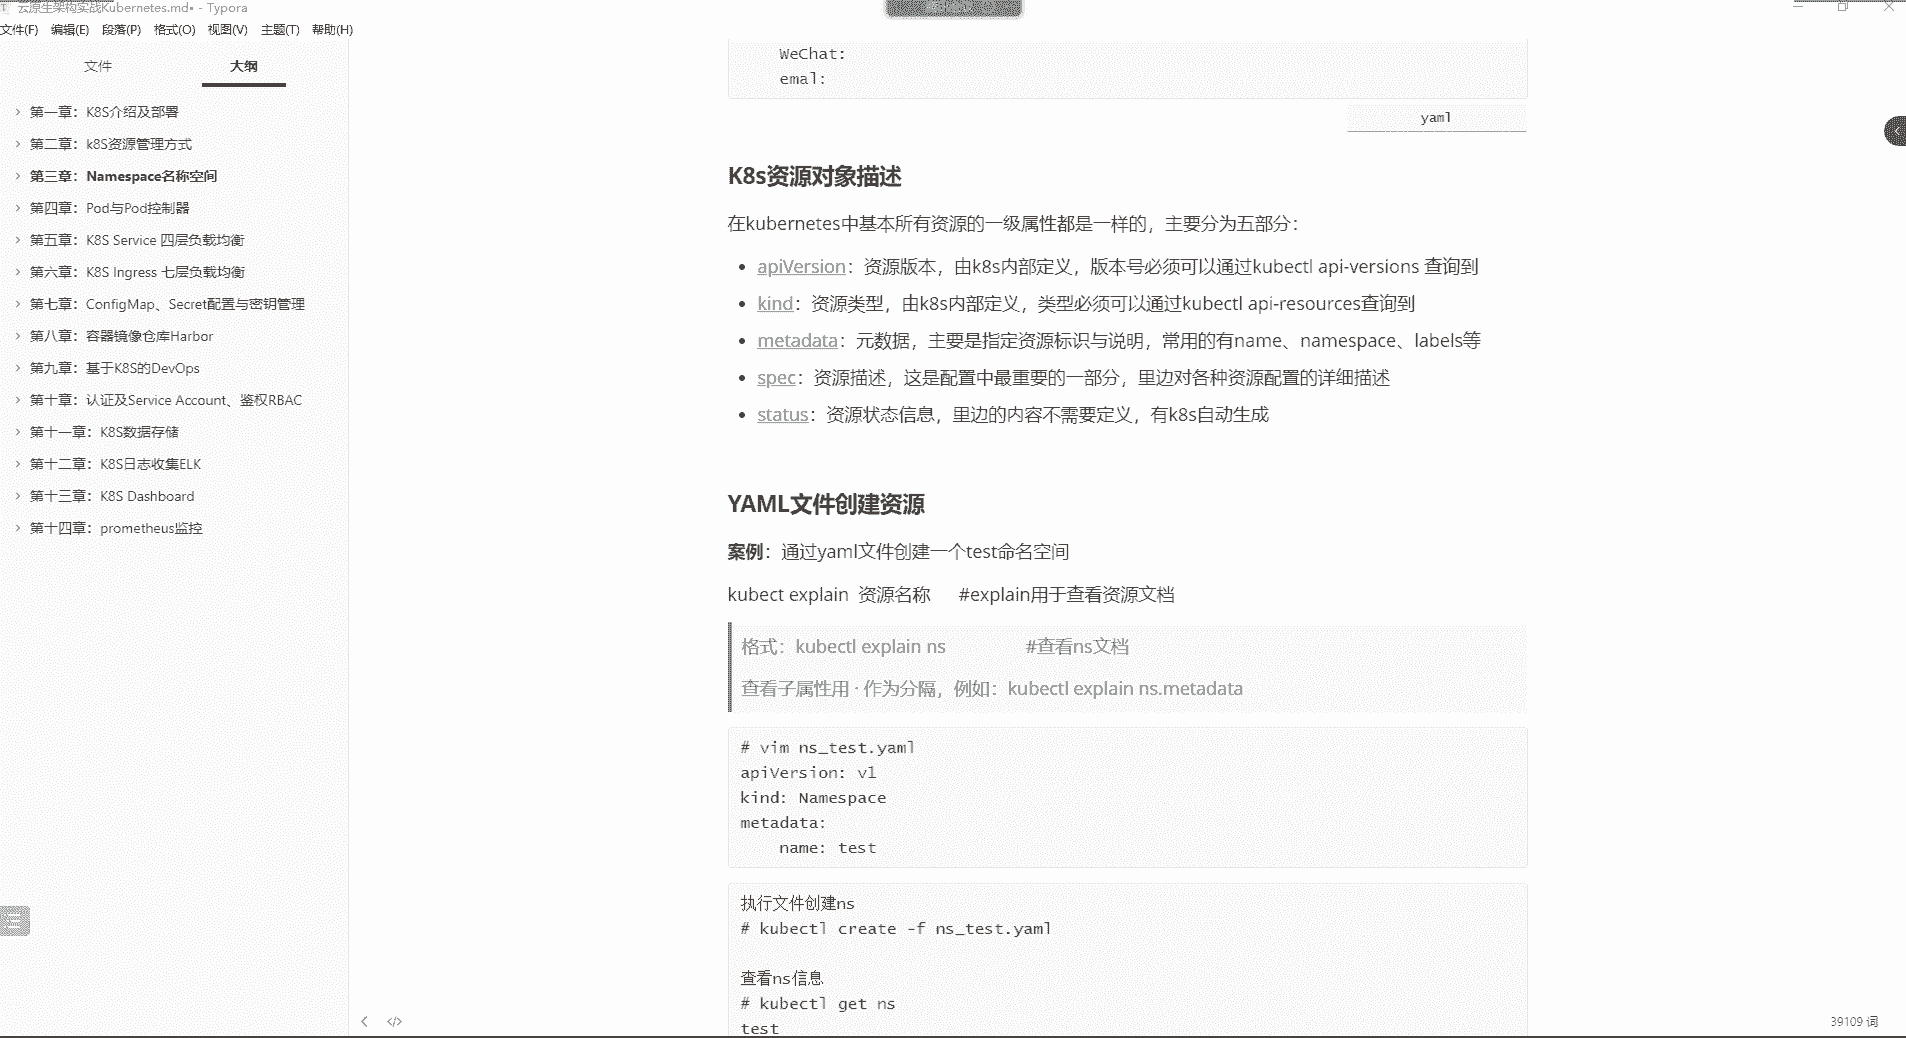 云原生架构实战Kubernetes.md• - Typora
文件(F) 编辑(E) 段落(P) 格式(O) 视图(V) 主题(T) 帮助(H)
文件 大纲
第一章：K8S介绍及部署
第二章：k8S资源管理方式
第三章：Namespace名称空间
第四章：Pod与Pod控制器
第五章：K8S Service 四层负载均衡
第六章：K8S Ingress 七层负载均衡
第七章：ConfigMap、Secret配置与密钥管理
第八章：容器镜像仓库Harbor
第九章：基于K8S的DevOps
第十章：认证及Service Account、鉴权RBAC
第十一章：K8S数据存储
第十二章：K8S日志收集ELK
第十三章：K8S Dashboard
第十四章：prometheus监控
WeChat:
emal:
yaml
K8s资源对象描述
在kubernetes中基本所有资源的一级属性都是一样的，主要分为五部分：
• apiVersion：资源版本，由k8s内部定义，版本号必须可以通过kubectl api-versions 查询到
• kind：资源类型，由k8s内部定义，类型必须可以通过kubectl api-resources查询到
• metadata：元数据，主要是指定资源标识与说明，常用的有name、namespace、labels等
• spec：资源描述，这是配置中最重要的一部分，里边对各种资源配置的详细描述
• status：资源状态信息，里边的内容不需要定义，有k8s自动生成
YAML文件创建资源
案例：通过yaml文件创建一个test命名空间
kubect explain 资源名称 #explain用于查看资源文档
格式：kubectl explain ns #查看ns文档
查看子属性用 · 作为分隔，例如：kubectl explain ns.metadata
# vim ns_test.yaml
apiVersion: v1
kind: Namespace
metadata:
name: test
执行文件创建ns
# kubectl create -f ns_test.yaml
查看ns信息
# kubectl get ns
test
39109 词